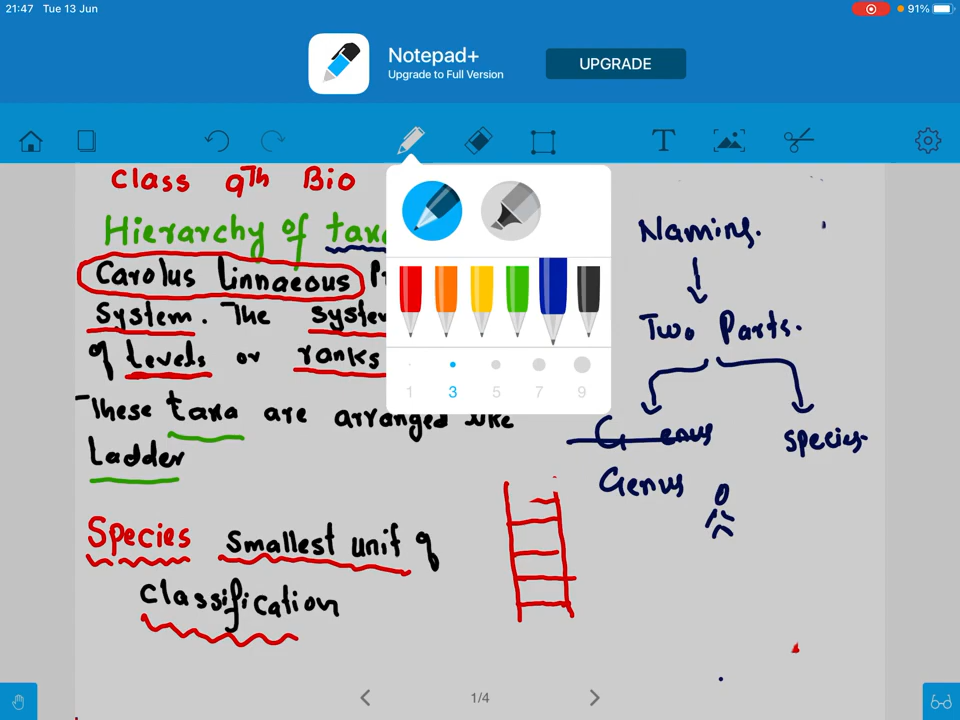 21:47 Tue 13 Jun
91%
Notepad+
Upgrade to Full Version
UPGRADE
T
Class 9Th Bio
Hierarchy of taxa
Carolus Linnaeous
System. The system
of Levels or ranks
These taxa are arranged like
Ladder
Species Smallest unit of
classification
1 3 5 7 9
Naming.
Two Parts.
Genus
Species
Genus
1/4